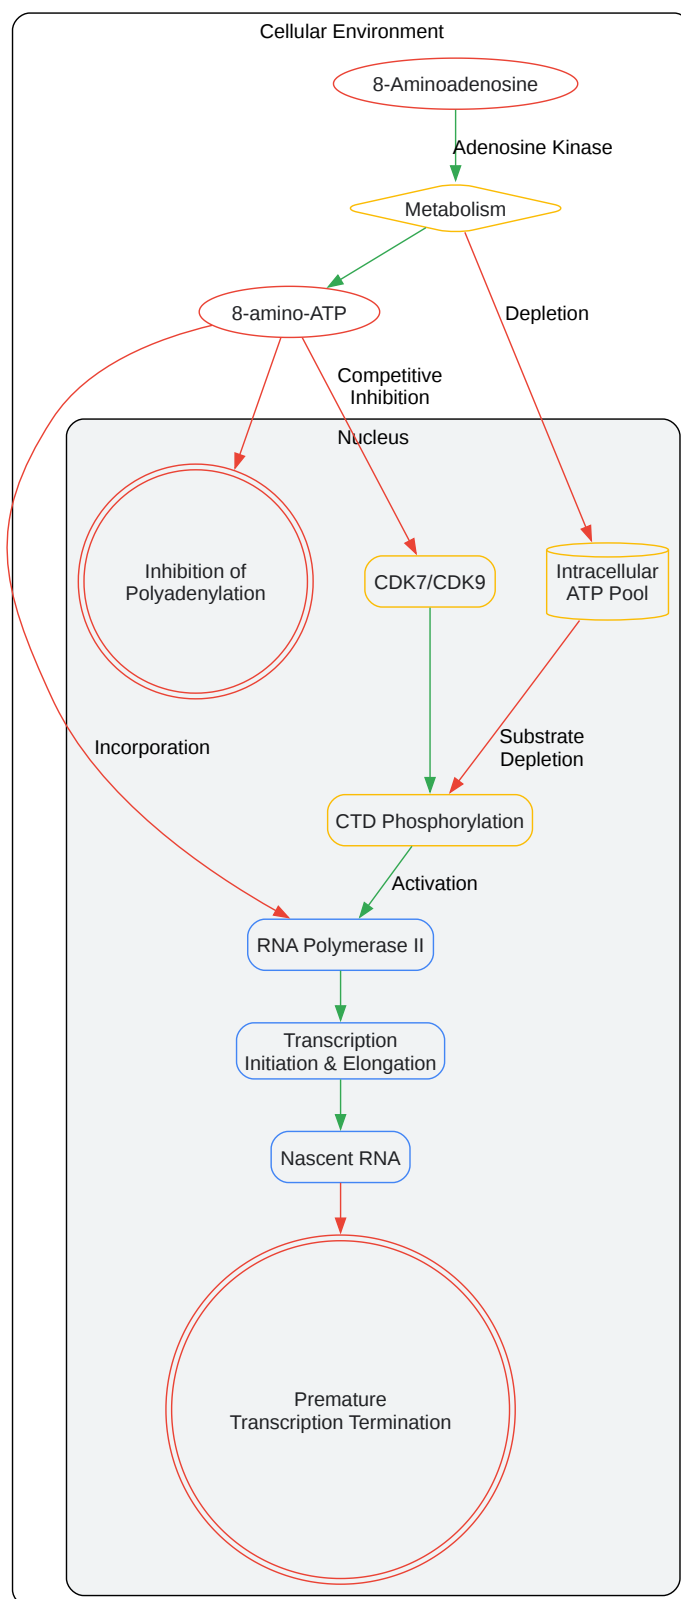 Cellular Environment
8-Aminoadenosine
Adenosine Kinase
Metabolism
8-amino-ATP
Depletion
Competitive
Inhibition
Nucleus
Inhibition of
Polyadenylation
CDK7/CDK9
Intracellular
ATP Pool
Incorporation
Substrate
Depletion
CTD Phosphorylation
Activation
RNA Polymerase II
Transcription
Initiation & Elongation
Nascent RNA
Premature
Transcription Termination